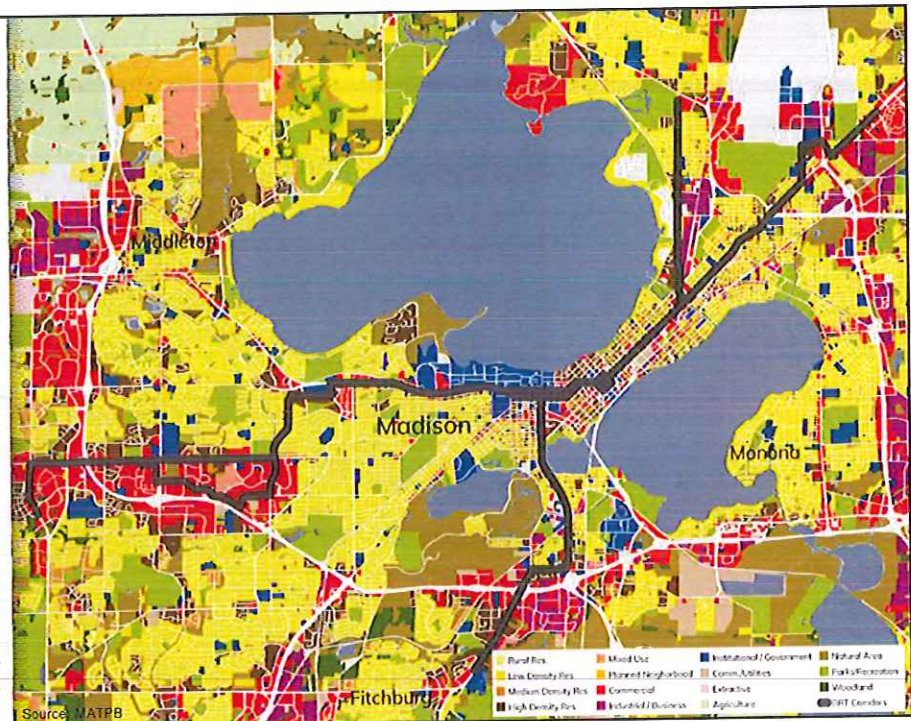 Middleton
Madison
Monona
Fitchburg
Rural Res.
Mixed Use
Institutional / Government
Natural Area
Low Density Res.
Planned Neighborhood
Comm./Utilities
Parks/Recreation
Medium Density Res.
Commercial
Extractive
Woodland
High Density Res.
Industrial / Business
Agriculture
BRT Corridors
Source: MATPB